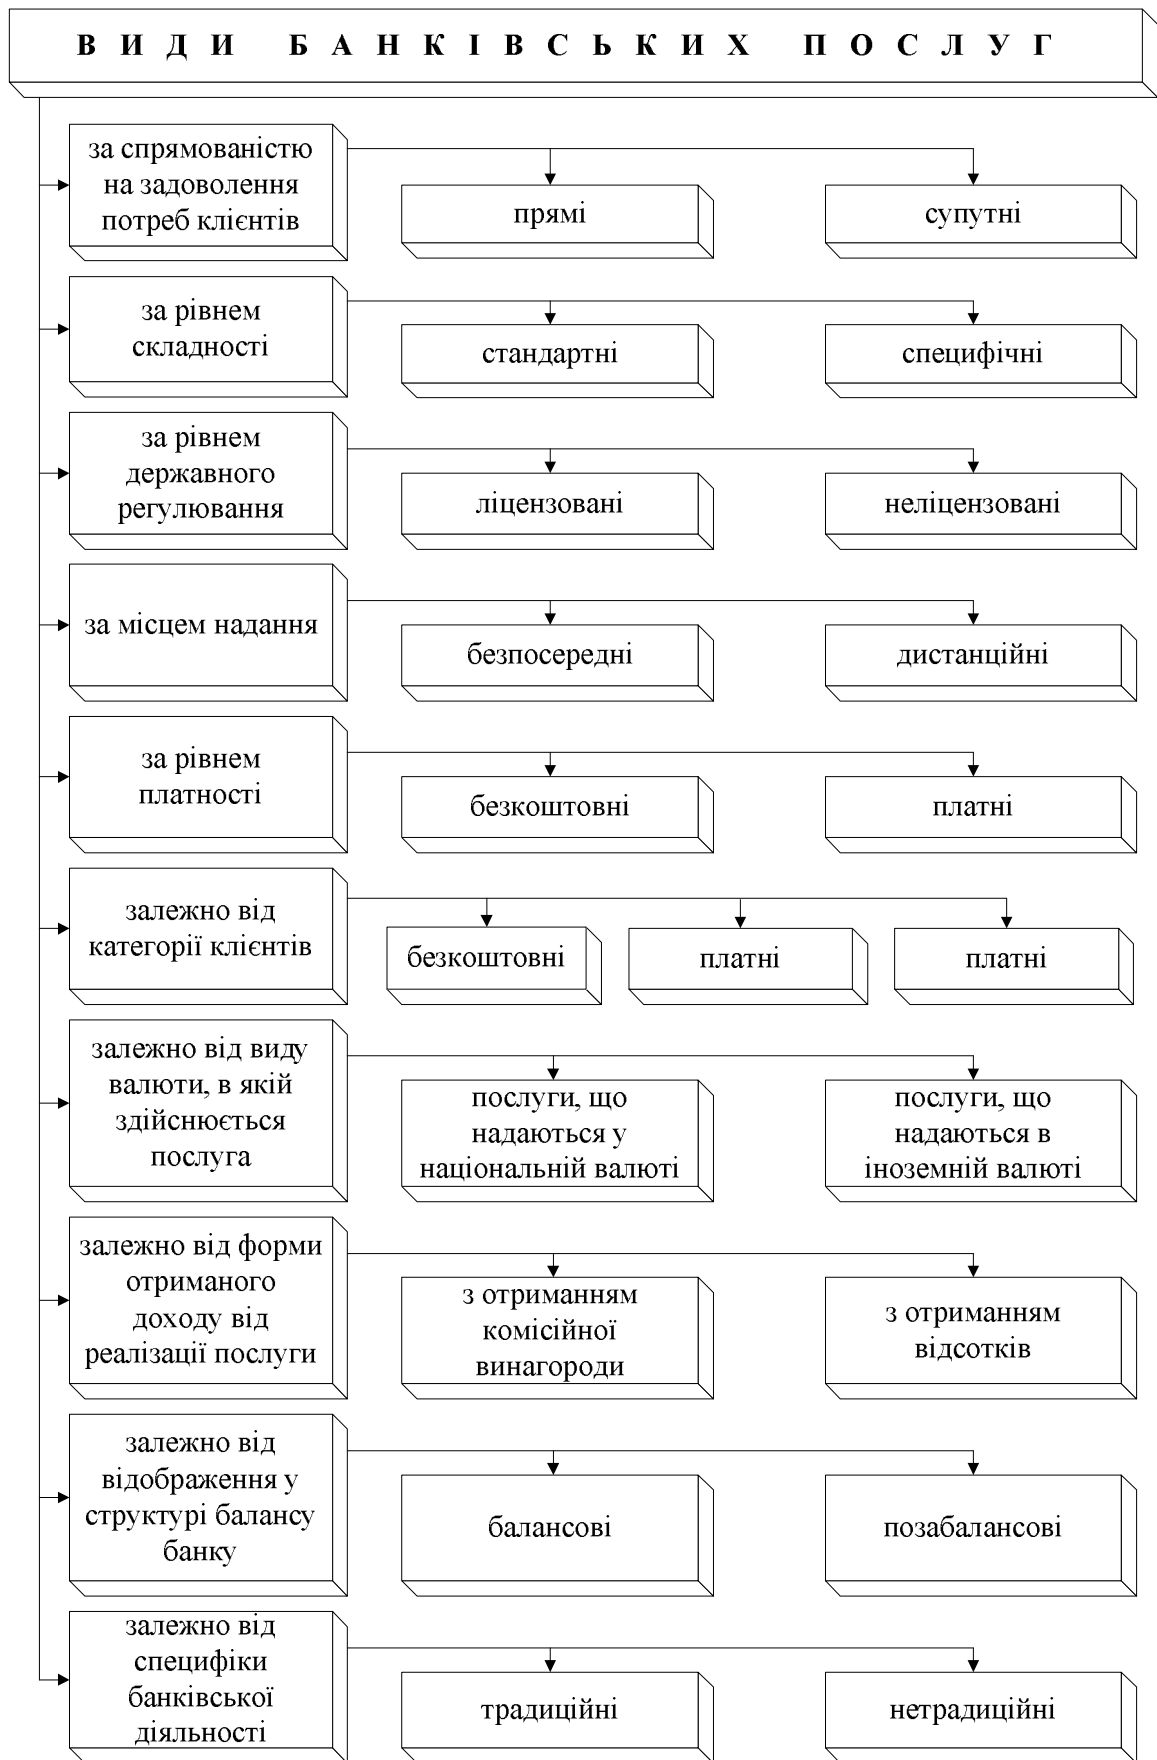 ВИДИ БАНКІВСЬКИХ ПОСЛУГ
за спрямованістю
на задоволення
потреб клієнтів
прямі
супутні
за рівнем
складності
стандартні
специфічні
за рівнем
державного
регулювання
ліцензовані
неліцензовані
за місцем надання
безпосередні
дистанційні
за рівнем
платності
безкоштовні
платні
залежно від
категорії клієнтів
безкоштовні
платні
платні
залежно від виду
валюти, в якій
здійснюється
послуга
послуги, що
надаються у
національній валюті
послуги, що
надаються в
іноземній валюті
залежно від форми
отриманого
доходу від
реалізації послуги
з отриманням
комісійної
винагороди
з отриманням
відсотків
залежно від
відображення у
структурі балансу
банку
балансові
позабалансові
залежно від
специфіки
банківської
діяльності
традиційні
нетрадиційні